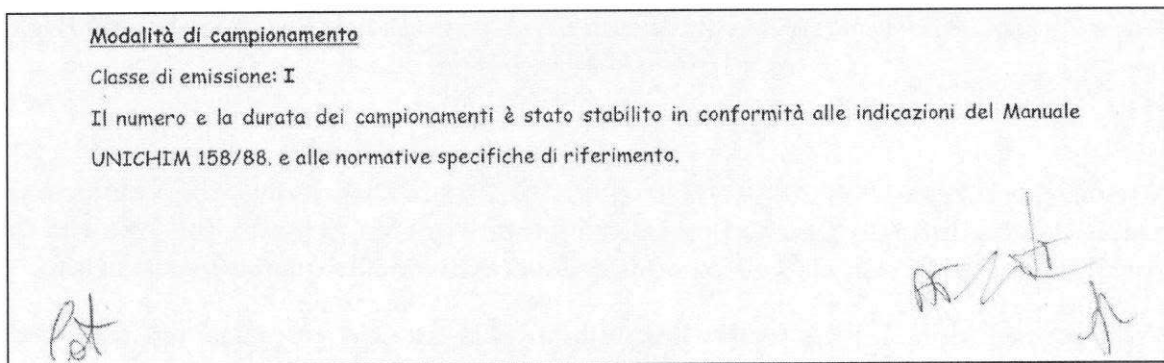 Modalità di campionamento
Classe di emissione: I
Il numero e la durata dei campionamenti è stato stabilito in conformità alle indicazioni del Manuale
UNICHIM 158/88. e alle normative specifiche di riferimento.